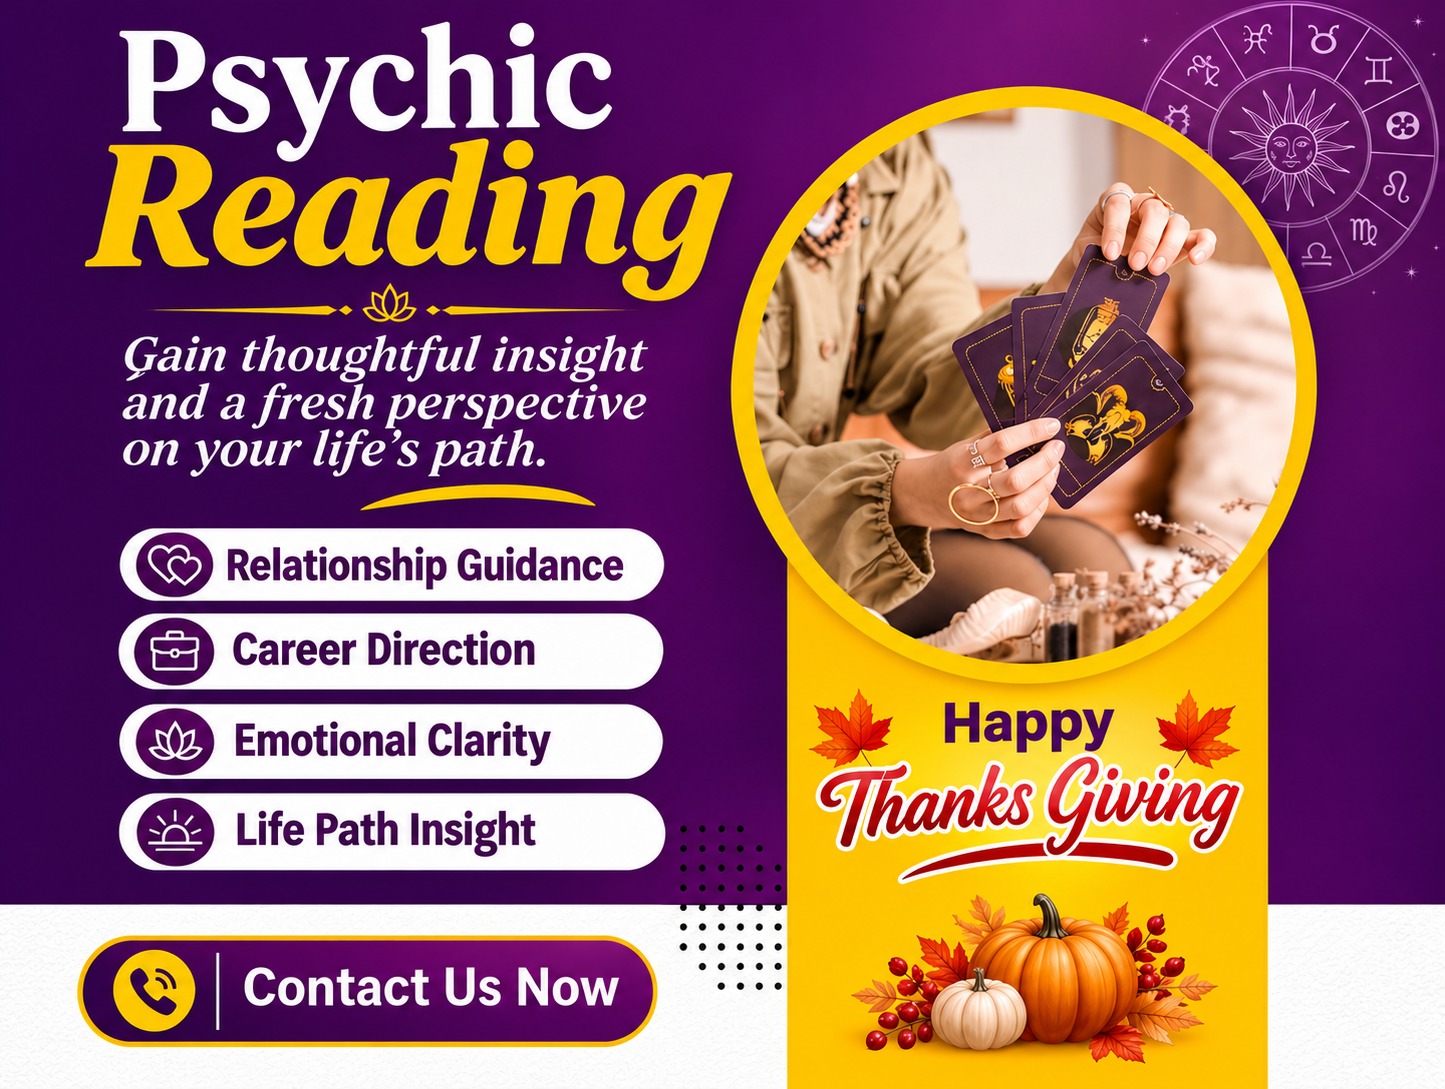 Psychic
Reading
Gain thoughtful insight
and a fresh perspective
on your life's path.
Relationship Guidance
Career Direction
Emotional Clarity
Life Path Insight
Contact Us Now
Happy
Thanks Giving